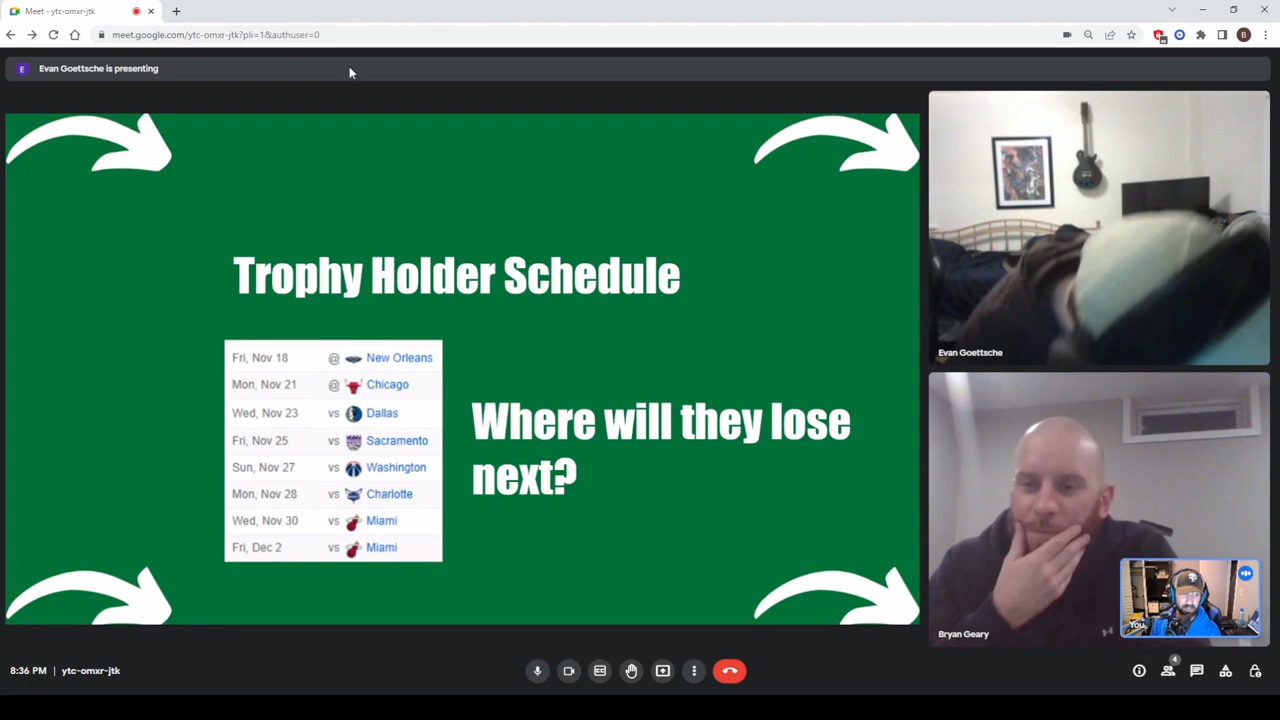 Meet - ytc-omxr-jtk
meet.google.com/ytc-omxr-jtk?pli=1&authuser=0
B
E
Evan Goettsche is presenting
Trophy Holder Schedule
Fri, Nov 18 @ New Orleans
Mon, Nov 21 @ Chicago
Wed, Nov 23 vs Dallas
Fri, Nov 25 vs Sacramento
Sun, Nov 27 vs Washington
Mon, Nov 28 vs Charlotte
Wed, Nov 30 vs Miami
Fri, Dec 2 vs Miami
Where will they lose
next?
Evan Goettsche
Bryan Geary
You
8:36 PM | ytc-omxr-jtk
4